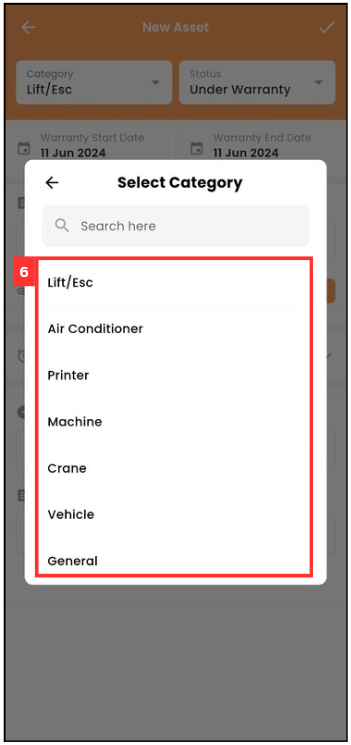 New Asset
Category
Status
Lift/Esc
Under Warranty
Warranty Start Date
Warranty End Date
11 Jun 2024
11 Jun 2024
Select Category
Search here
6
Lift/Esc
Air Conditioner
Printer
Machine
Crane
Vehicle
General